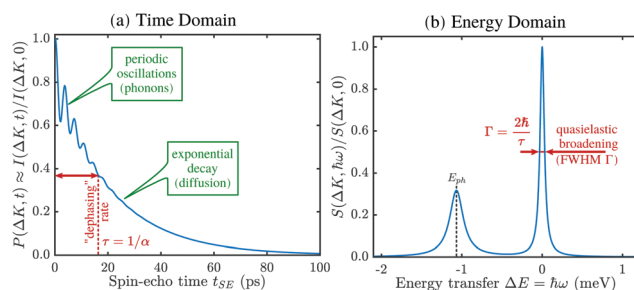 (a) Time Domain
P(ΔK, t) ≈ I(ΔK, t)/I(ΔK, 0)
1.0
0.8
0.6
0.4
0.2
0.0
periodic
oscillations
(phonons)
exponential
decay
(diffusion)
"dephasing"
rate
τ = 1/α
0
20
40
60
80
100
Spin-echo time t_SE (ps)
(b) Energy Domain
S(ΔK, ℏω)/S(ΔK, 0)
1.0
0.8
0.6
0.4
0.2
0.0
E_ph
Γ = 2ℏ/τ
quasielastic
broadening
(FWHM Γ)
-2
-1
0
1
Energy transfer ΔE = ℏω (meV)